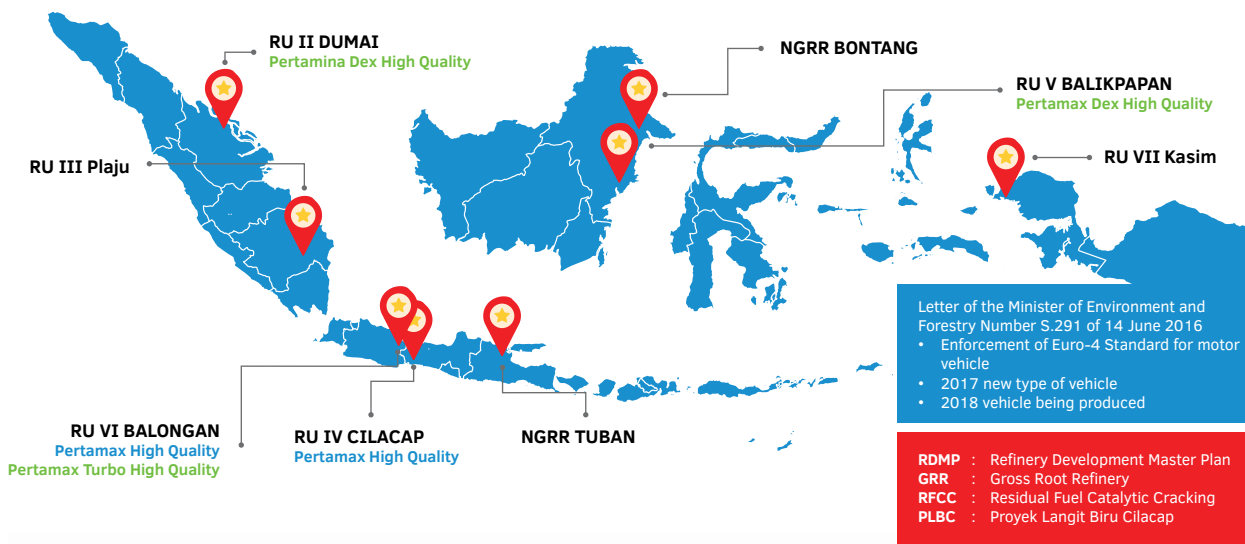 RU II DUMAI
Pertamina Dex High Quality
NGRR BONTANG
RU V BALIKPAPAN
Pertamax Dex High Quality
RU III Plaju
RU VII Kasim
RU VI BALONGAN
Pertamax High Quality
Pertamax Turbo High Quality
RU IV CILACAP
Pertamax High Quality
NGRR TUBAN
Letter of the Minister of Environment and
Forestry Number S.291 of 14 June 2016
• Enforcement of Euro-4 Standard for motor
vehicle
• 2017 new type of vehicle
• 2018 vehicle being produced
RDMP : Refinery Development Master Plan
GRR : Gross Root Refinery
RFCC : Residual Fuel Catalytic Cracking
PLBC : Proyek Langit Biru Cilacap